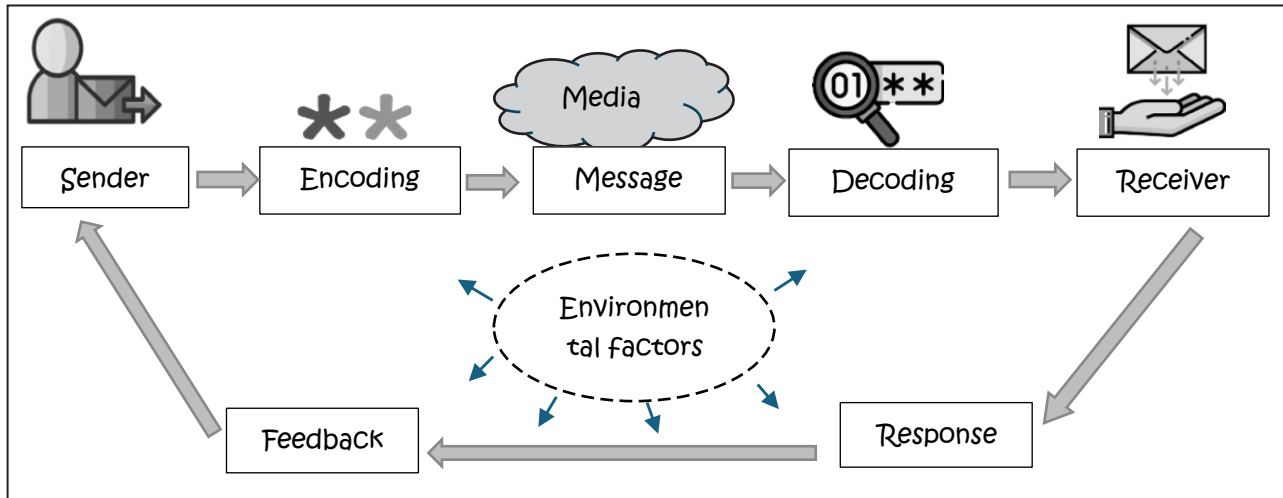 Media
01**
Sender
Encoding
Message
Decoding
Receiver
Environmen
tal factors
Feedback
Response